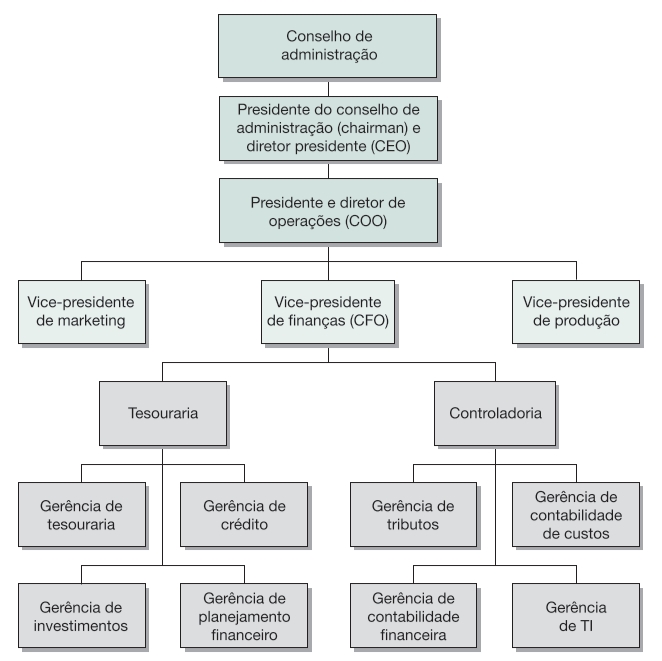 Conselho de
administração
Presidente do conselho de
administração (chairman) e
diretor presidente (CEO)
Presidente e diretor de
operações (COO)
Vice-presidente
de marketing
Vice-presidente
de finanças (CFO)
Vice-presidente
de produção
Tesouraria
Controladoria
Gerência de
tesouraria
Gerência de
crédito
Gerência de
tributos
Gerência de
contabilidade
de custos
Gerência de
investimentos
Gerência de
planejamento
financeiro
Gerência de
contabilidade
financeira
Gerência
de TI